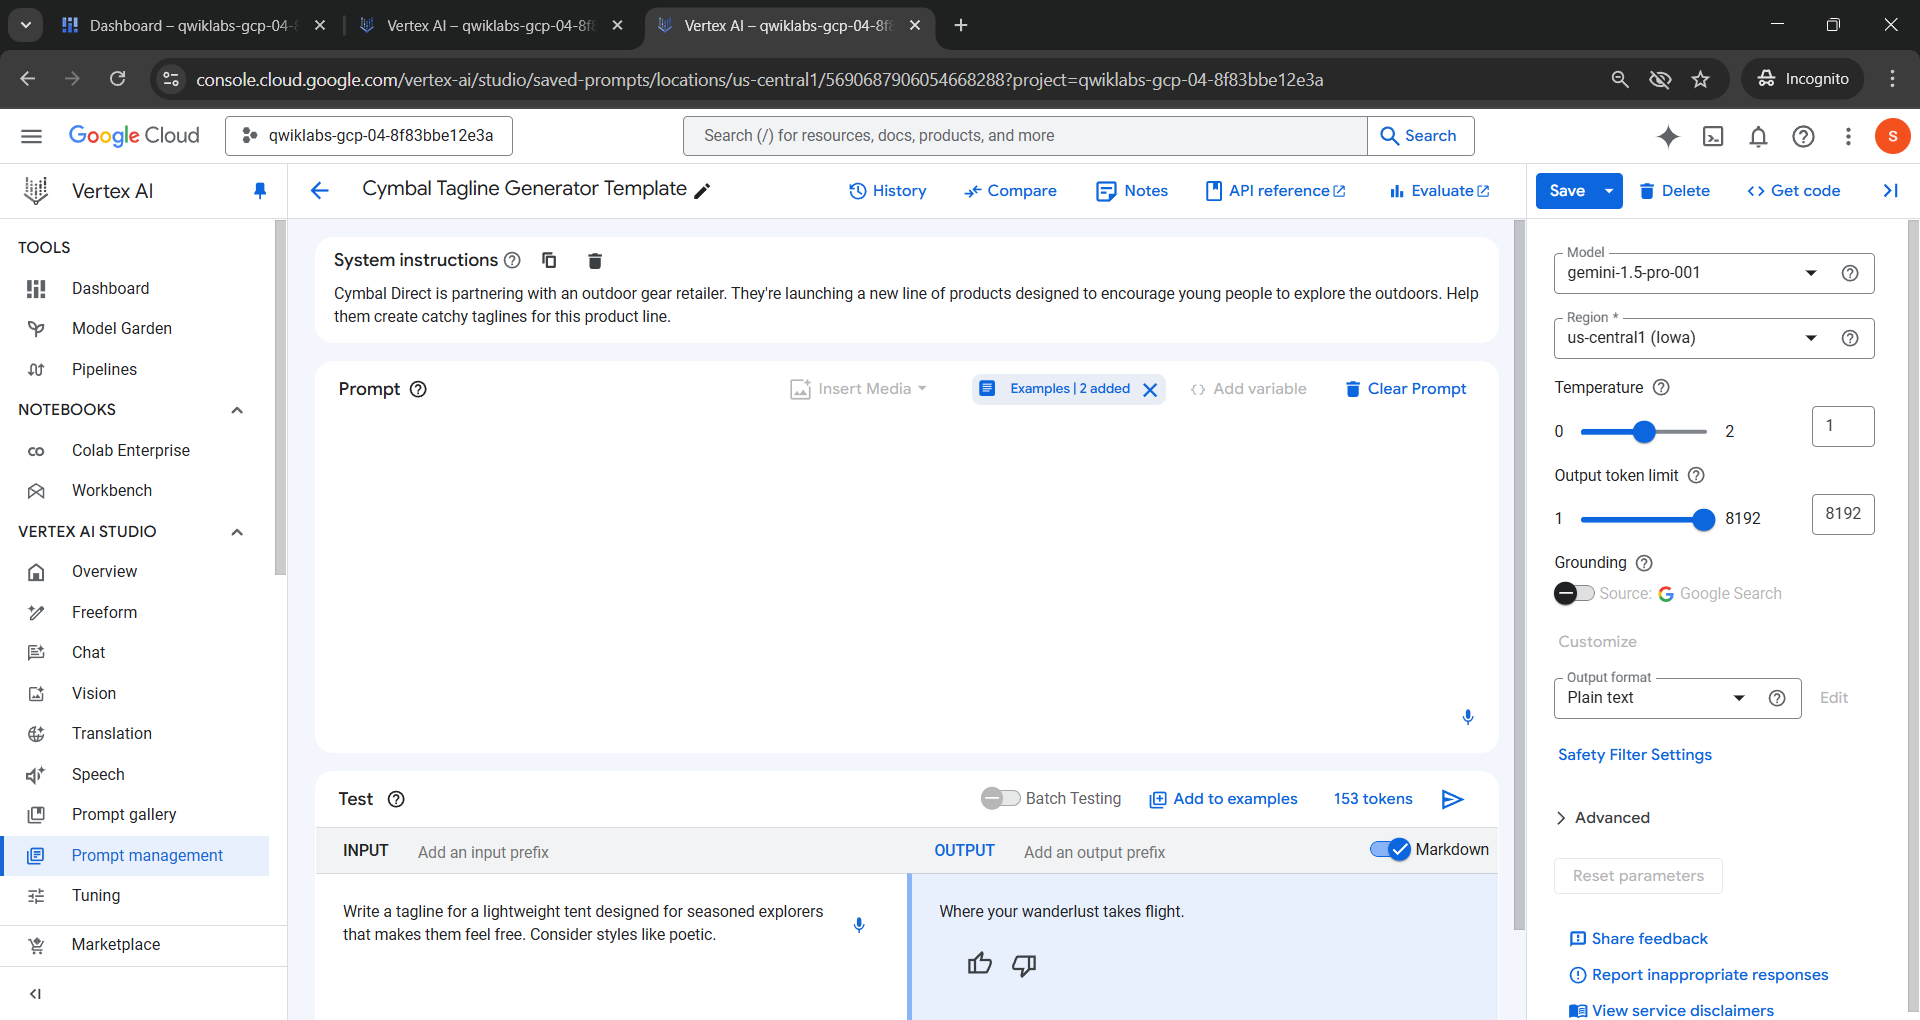 Dashboard – qwiklabs-gcp-04-
Vertex AI – qwiklabs-gcp-04-8f8
Vertex AI – qwiklabs-gcp-04-8f8
console.cloud.google.com/vertex-ai/studio/saved-prompts/locations/us-central1/5690687906054668288?project=qwiklabs-gcp-04-8f83bbe12e3a
Incognito
Google Cloud
qwiklabs-gcp-04-8f83bbe12e3a
Search (/) for resources, docs, products, and more
Search
S
Vertex AI
Cymbal Tagline Generator Template
History
Compare
Notes
API reference
Evaluate
Save
Delete
Get code
TOOLS
Dashboard
Model Garden
Pipelines
NOTEBOOKS
Colab Enterprise
Workbench
VERTEX AI STUDIO
Overview
Freeform
Chat
Vision
Translation
Speech
Prompt gallery
Prompt management
Tuning
Marketplace
System instructions
Cymbal Direct is partnering with an outdoor gear retailer. They're launching a new line of products designed to encourage young people to explore the outdoors. Help
them create catchy taglines for this product line.
Prompt
Insert Media
Examples | 2 added
Add variable
Clear Prompt
Test
Batch Testing
Add to examples
153 tokens
INPUT
Add an input prefix
OUTPUT
Add an output prefix
Markdown
Write a tagline for a lightweight tent designed for seasoned explorers
that makes them feel free. Consider styles like poetic.
Where your wanderlust takes flight.
Model
gemini-1.5-pro-001
Region *
us-central1 (Iowa)
Temperature
0
2
1
Output token limit
1
8192
8192
Grounding
Source: Google Search
Customize
Output format
Plain text
Edit
Safety Filter Settings
Advanced
Reset parameters
Share feedback
Report inappropriate responses
View service disclaimers